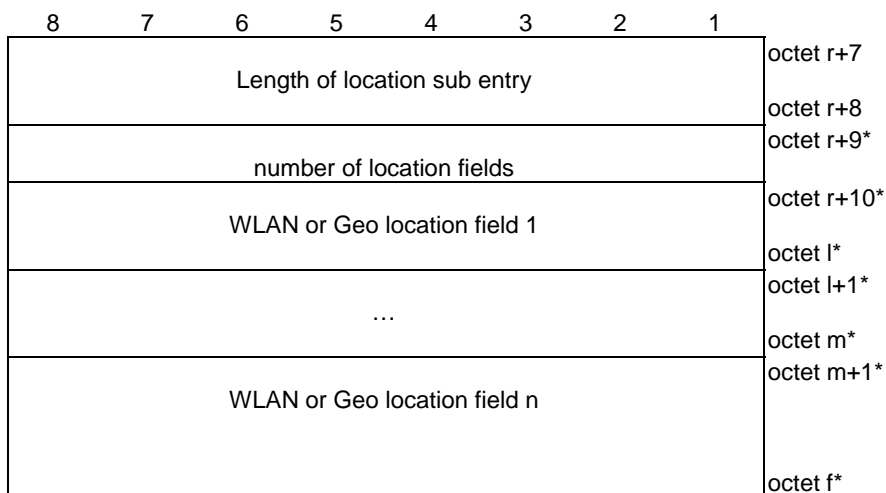 8 7 6 5 4 3 2 1
octet r+7
Length of location sub entry
octet r+8
octet r+9*
number of location fields
octet r+10*
WLAN or Geo location field 1
octet l*
octet l+1*
…
octet m*
octet m+1*
WLAN or Geo location field n
octet f*